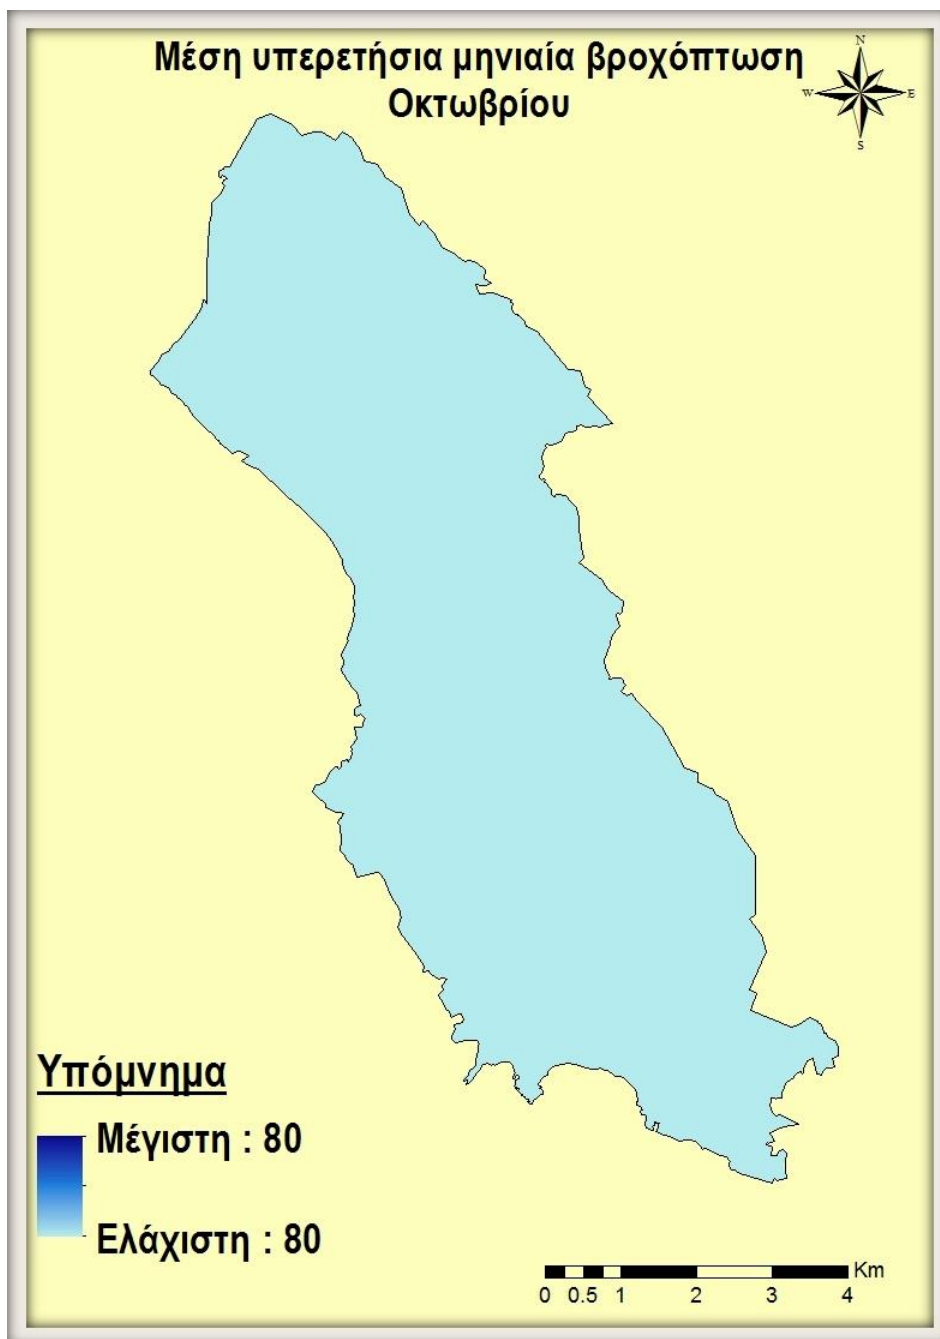 Μέση υπερετήσια μηνιαία βροχόπτωση
Οκτωβρίου
N
W E
S
Υπόμνημα
Μέγιστη : 80
Ελάχιστη : 80
Km
0 0.5 1 2 3 4